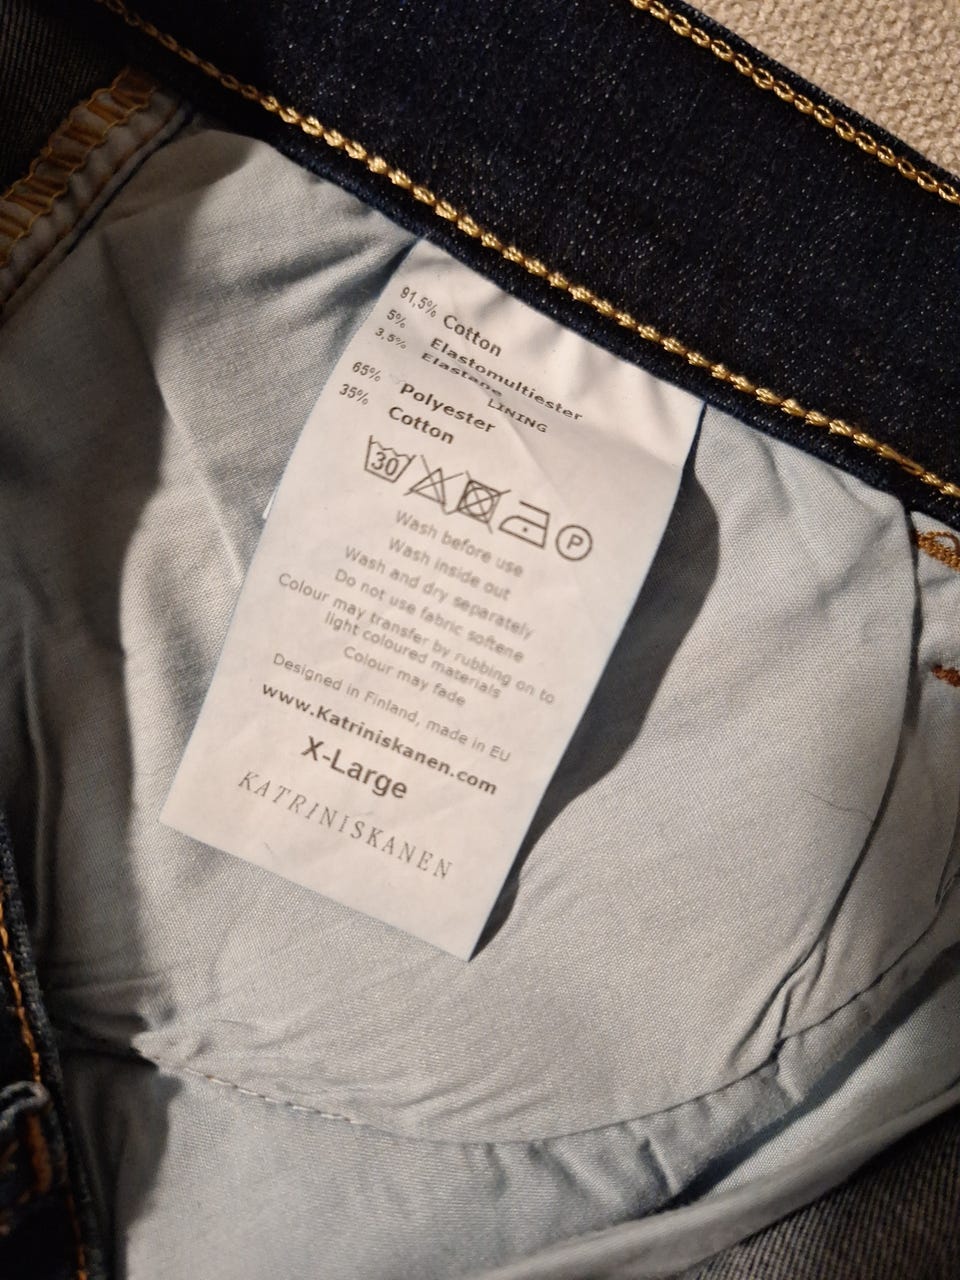 91,5% Cotton
5% Elastomultiester
3,5% Elastane
LINING
65% Polyester
35% Cotton
30 P
Wash before use
Wash inside out
Wash and dry separately
Do not use fabric softene
Colour may transfer by rubbing on to
light coloured materials
Colour may fade
Designed in Finland, made in EU
www.Katriniskanen.com
X-Large
KATRINISKANEN